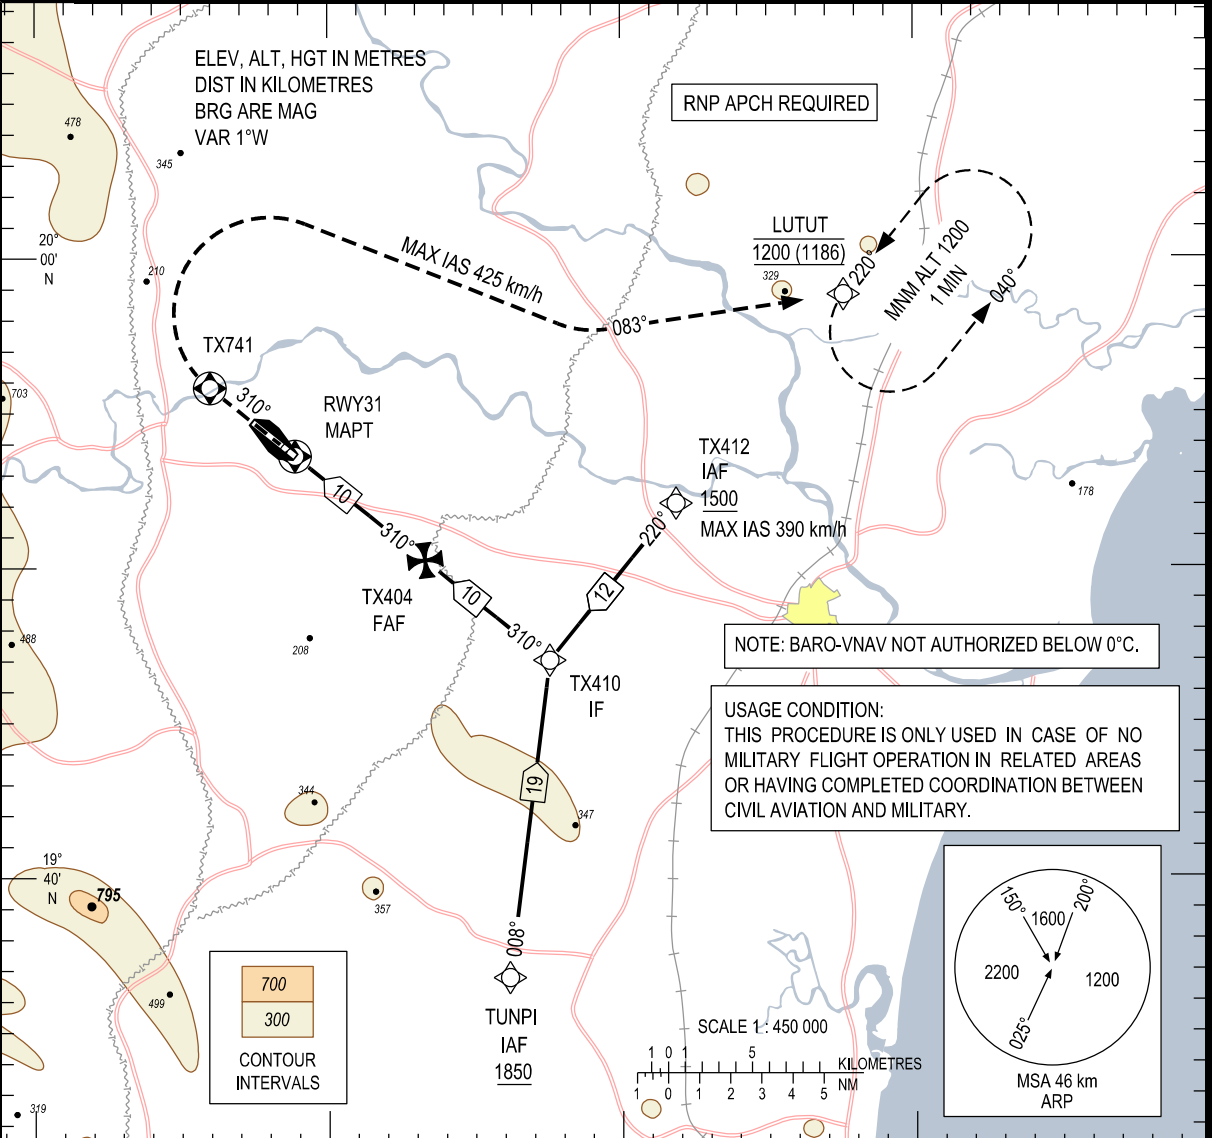 ELEV, ALT, HGT IN METRES
DIST IN KILOMETRES
BRG ARE MAG
VAR 1°W
RNP APCH REQUIRED
478
345
20°
00'
N
210
703
MAX IAS 425 km/h
083°
LUTUT
1200 (1186)
329
220°
MNM ALT 1200
1 MIN
040°
TX741
310°
RWY31
MAPT
10
310°
TX404
FAF
10
310°
TX410
IF
TX412
IAF
1500
MAX IAS 390 km/h
220°
12
178
488
208
NOTE: BARO-VNAV NOT AUTHORIZED BELOW 0°C.
USAGE CONDITION:
THIS PROCEDURE IS ONLY USED IN CASE OF NO
MILITARY FLIGHT OPERATION IN RELATED AREAS
OR HAVING COMPLETED COORDINATION BETWEEN
CIVIL AVIATION AND MILITARY.
19
344
347
19°
40'
N
795
357
499
319
008°
TUNPI
IAF
1850
700
300
CONTOUR
INTERVALS
SCALE 1 : 450 000
1 0 1 5
KILOMETRES
1 0 1 2 3 4 5
NM
150°
200°
1600
2200
1200
025°
MSA 46 km
ARP